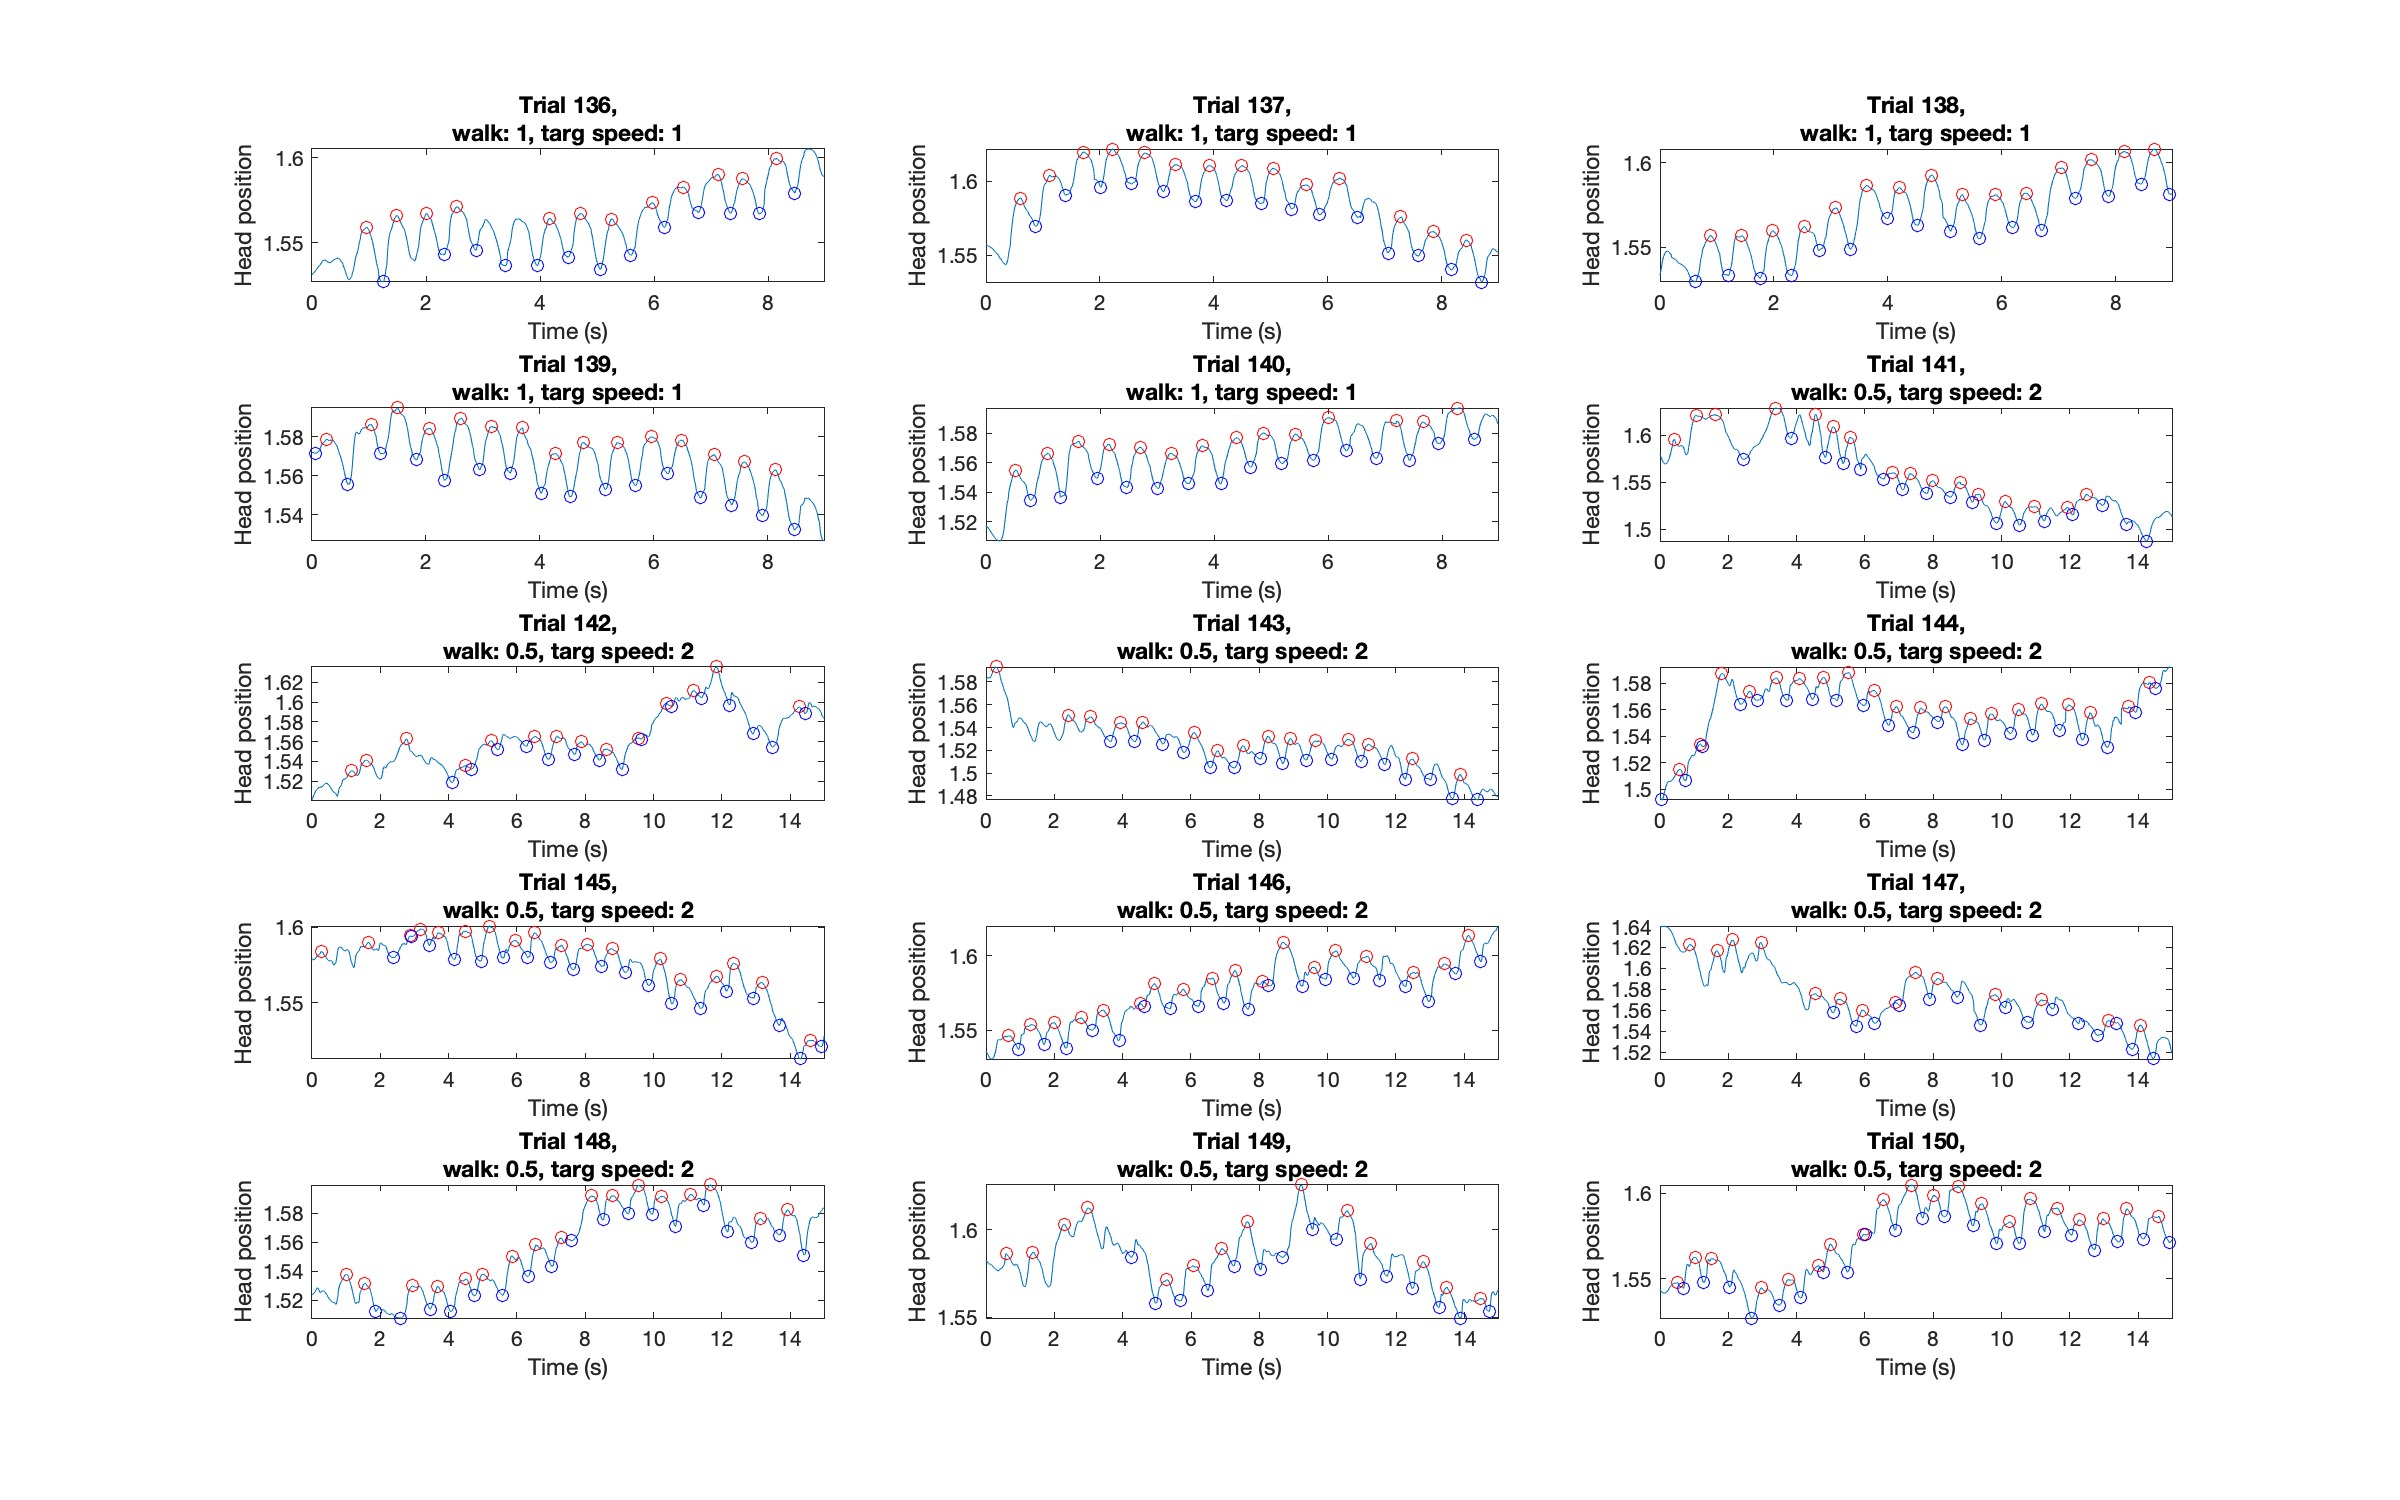 Trial 136,
walk: 1, targ speed: 1
Head position
1.6
1.55
0 2 4 6 8
Time (s)
Trial 137,
walk: 1, targ speed: 1
Head position
1.6
1.55
0 2 4 6 8
Time (s)
Trial 138,
walk: 1, targ speed: 1
Head position
1.6
1.55
0 2 4 6 8
Time (s)
Trial 139,
walk: 1, targ speed: 1
Head position
1.58
1.56
1.54
0 2 4 6 8
Time (s)
Trial 140,
walk: 1, targ speed: 1
Head position
1.58
1.56
1.54
1.52
0 2 4 6 8
Time (s)
Trial 141,
walk: 0.5, targ speed: 2
Head position
1.6
1.55
1.5
0 2 4 6 8 10 12 14
Time (s)
Trial 142,
walk: 0.5, targ speed: 2
Head position
1.62
1.6
1.58
1.56
1.54
1.52
0 2 4 6 8 10 12 14
Time (s)
Trial 143,
walk: 0.5, targ speed: 2
Head position
1.58
1.56
1.54
1.52
1.5
1.48
0 2 4 6 8 10 12 14
Time (s)
Trial 144,
walk: 0.5, targ speed: 2
Head position
1.58
1.56
1.54
1.52
1.5
0 2 4 6 8 10 12 14
Time (s)
Trial 145,
walk: 0.5, targ speed: 2
Head position
1.6
1.55
0 2 4 6 8 10 12 14
Time (s)
Trial 146,
walk: 0.5, targ speed: 2
Head position
1.6
1.55
0 2 4 6 8 10 12 14
Time (s)
Trial 147,
walk: 0.5, targ speed: 2
Head position
1.64
1.62
1.6
1.58
1.56
1.54
1.52
0 2 4 6 8 10 12 14
Time (s)
Trial 148,
walk: 0.5, targ speed: 2
Head position
1.58
1.56
1.54
1.52
0 2 4 6 8 10 12 14
Time (s)
Trial 149,
walk: 0.5, targ speed: 2
Head position
1.6
1.55
0 2 4 6 8 10 12 14
Time (s)
Trial 150,
walk: 0.5, targ speed: 2
Head position
1.6
1.55
0 2 4 6 8 10 12 14
Time (s)